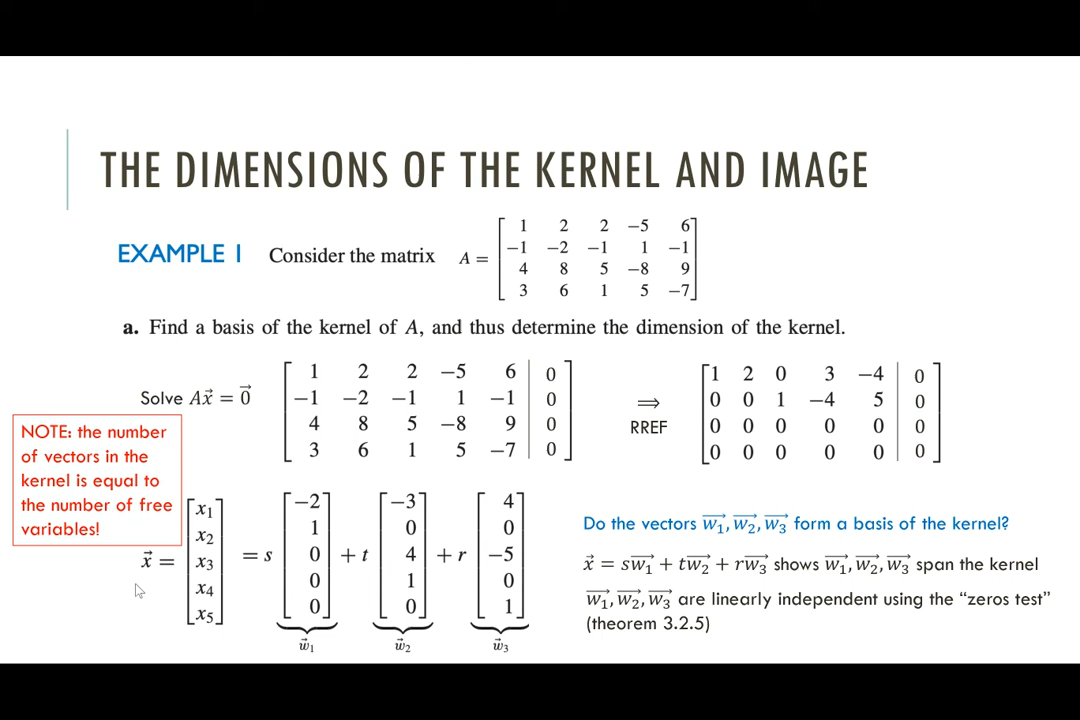 THE DIMENSIONS OF THE KERNEL AND IMAGE
EXAMPLE 1 Consider the matrix A =
1 2 2 −5 6
−1 −2 −1 1 −1
4 8 5 −8 9
3 6 1 5 −7
a. Find a basis of the kernel of A, and thus determine the dimension of the kernel.
Solve Ax⃗ = 0⃗
1 2 2 −5 6 | 0
−1 −2 −1 1 −1 | 0
4 8 5 −8 9 | 0
3 6 1 5 −7 | 0
⟹
RREF
1 2 0 3 −4 | 0
0 0 1 −4 5 | 0
0 0 0 0 0 | 0
0 0 0 0 0 | 0
NOTE: the number
of vectors in the
kernel is equal to
the number of free
variables!
x⃗ =
x₁
x₂
x₃
x₄
x₅
= s
−2
1
0
0
0
w⃗₁
+ t
−3
0
4
1
0
w⃗₂
+ r
4
0
−5
0
1
w⃗₃
Do the vectors w₁⃗, w₂⃗, w₃⃗ form a basis of the kernel?
x⃗ = sw₁⃗ + tw₂⃗ + rw₃⃗ shows w₁⃗, w₂⃗, w₃⃗ span the kernel
w₁⃗, w₂⃗, w₃⃗ are linearly independent using the “zeros test”
(theorem 3.2.5)